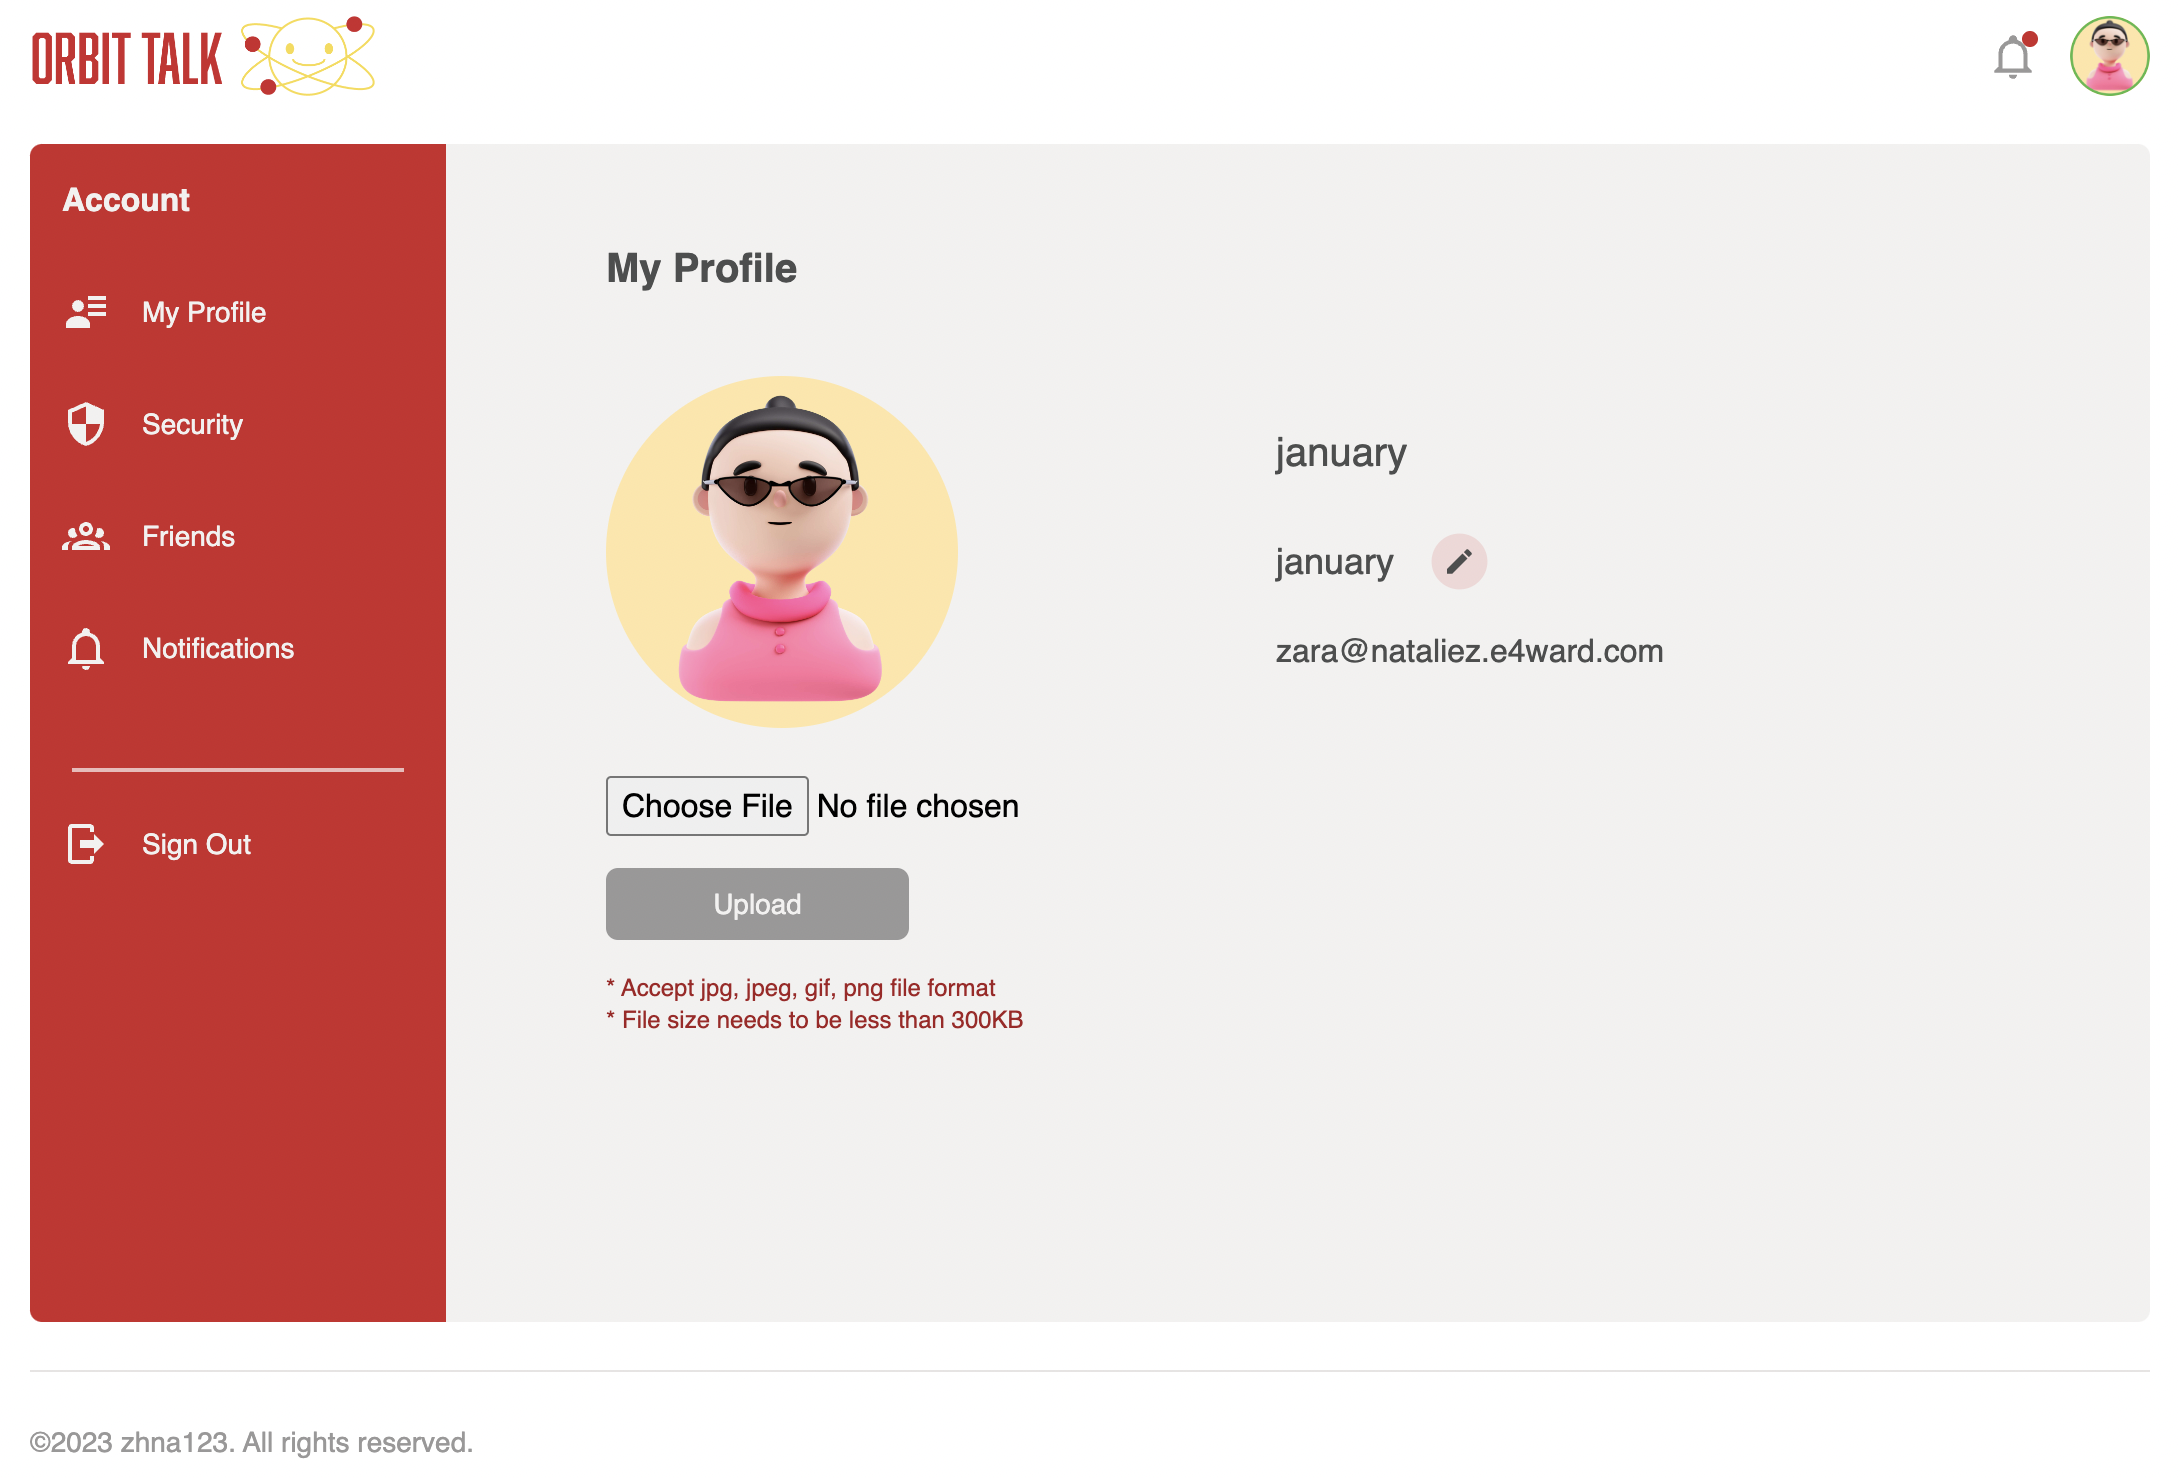 ORBIT TALK
Account
My Profile
Security
Friends
Notifications
Sign Out
My Profile
january
january
zara@nataliez.e4ward.com
Choose File No file chosen
Upload
* Accept jpg, jpeg, gif, png file format
* File size needs to be less than 300KB
©2023 zhna123. All rights reserved.